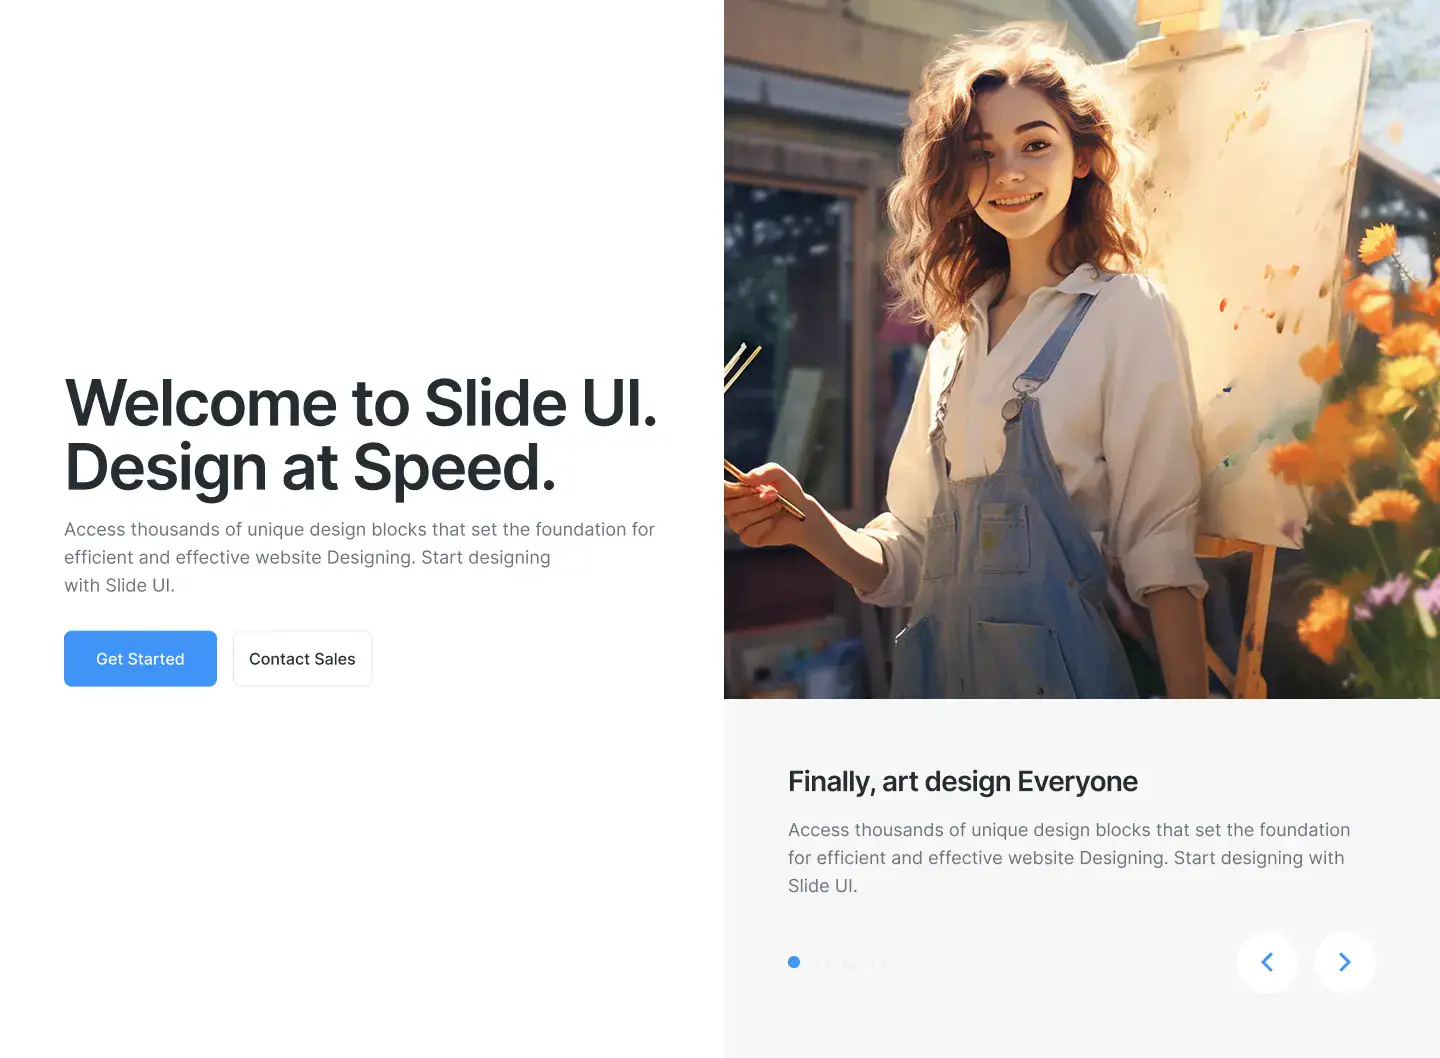 Welcome to Slide UI.
Design at Speed.
Access thousands of unique design blocks that set the foundation for
efficient and effective website Designing. Start designing
with Slide UI.
Get Started
Contact Sales
Finally, art design Everyone
Access thousands of unique design blocks that set the foundation
for efficient and effective website Designing. Start designing with
Slide UI.